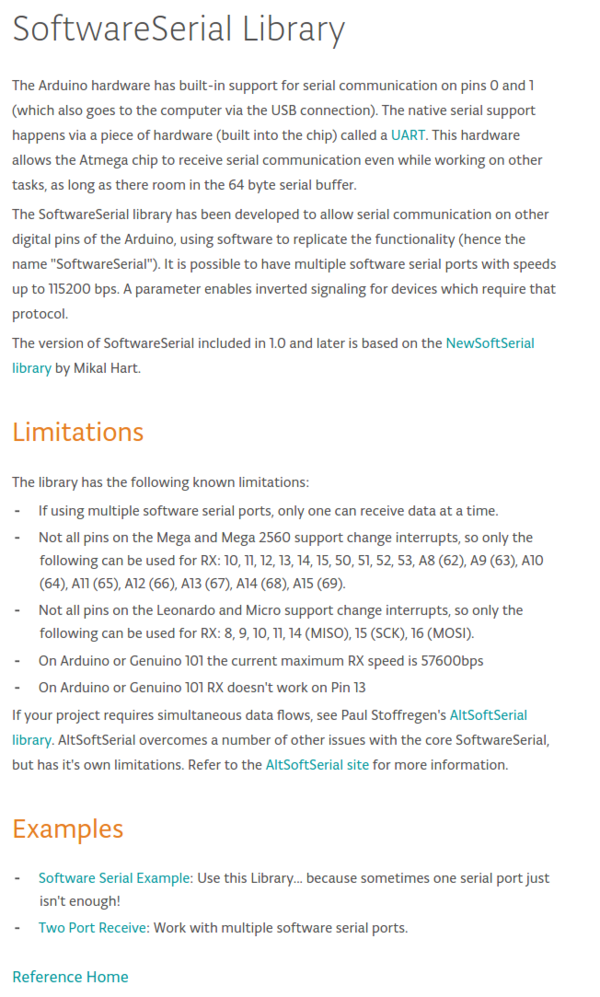 SoftwareSerial Library
The Arduino hardware has built-in support for serial communication on pins 0 and 1
(which also goes to the computer via the USB connection). The native serial support
happens via a piece of hardware (built into the chip) called a UART. This hardware
allows the Atmega chip to receive serial communication even while working on other
tasks, as long as there room in the 64 byte serial buffer.
The SoftwareSerial library has been developed to allow serial communication on other
digital pins of the Arduino, using software to replicate the functionality (hence the
name "SoftwareSerial"). It is possible to have multiple software serial ports with speeds
up to 115200 bps. A parameter enables inverted signaling for devices which require that
protocol.
The version of SoftwareSerial included in 1.0 and later is based on the NewSoftSerial
library by Mikal Hart.
Limitations
The library has the following known limitations:
- If using multiple software serial ports, only one can receive data at a time.
- Not all pins on the Mega and Mega 2560 support change interrupts, so only the
following can be used for RX: 10, 11, 12, 13, 14, 15, 50, 51, 52, 53, A8 (62), A9 (63), A10
(64), A11 (65), A12 (66), A13 (67), A14 (68), A15 (69).
- Not all pins on the Leonardo and Micro support change interrupts, so only the
following can be used for RX: 8, 9, 10, 11, 14 (MISO), 15 (SCK), 16 (MOSI).
- On Arduino or Genuino 101 the current maximum RX speed is 57600bps
- On Arduino or Genuino 101 RX doesn't work on Pin 13
If your project requires simultaneous data flows, see Paul Stoffregen's AltSoftSerial
library. AltSoftSerial overcomes a number of other issues with the core SoftwareSerial,
but has it's own limitations. Refer to the AltSoftSerial site for more information.
Examples
- Software Serial Example: Use this Library... because sometimes one serial port just
isn't enough!
- Two Port Receive: Work with multiple software serial ports.
Reference Home